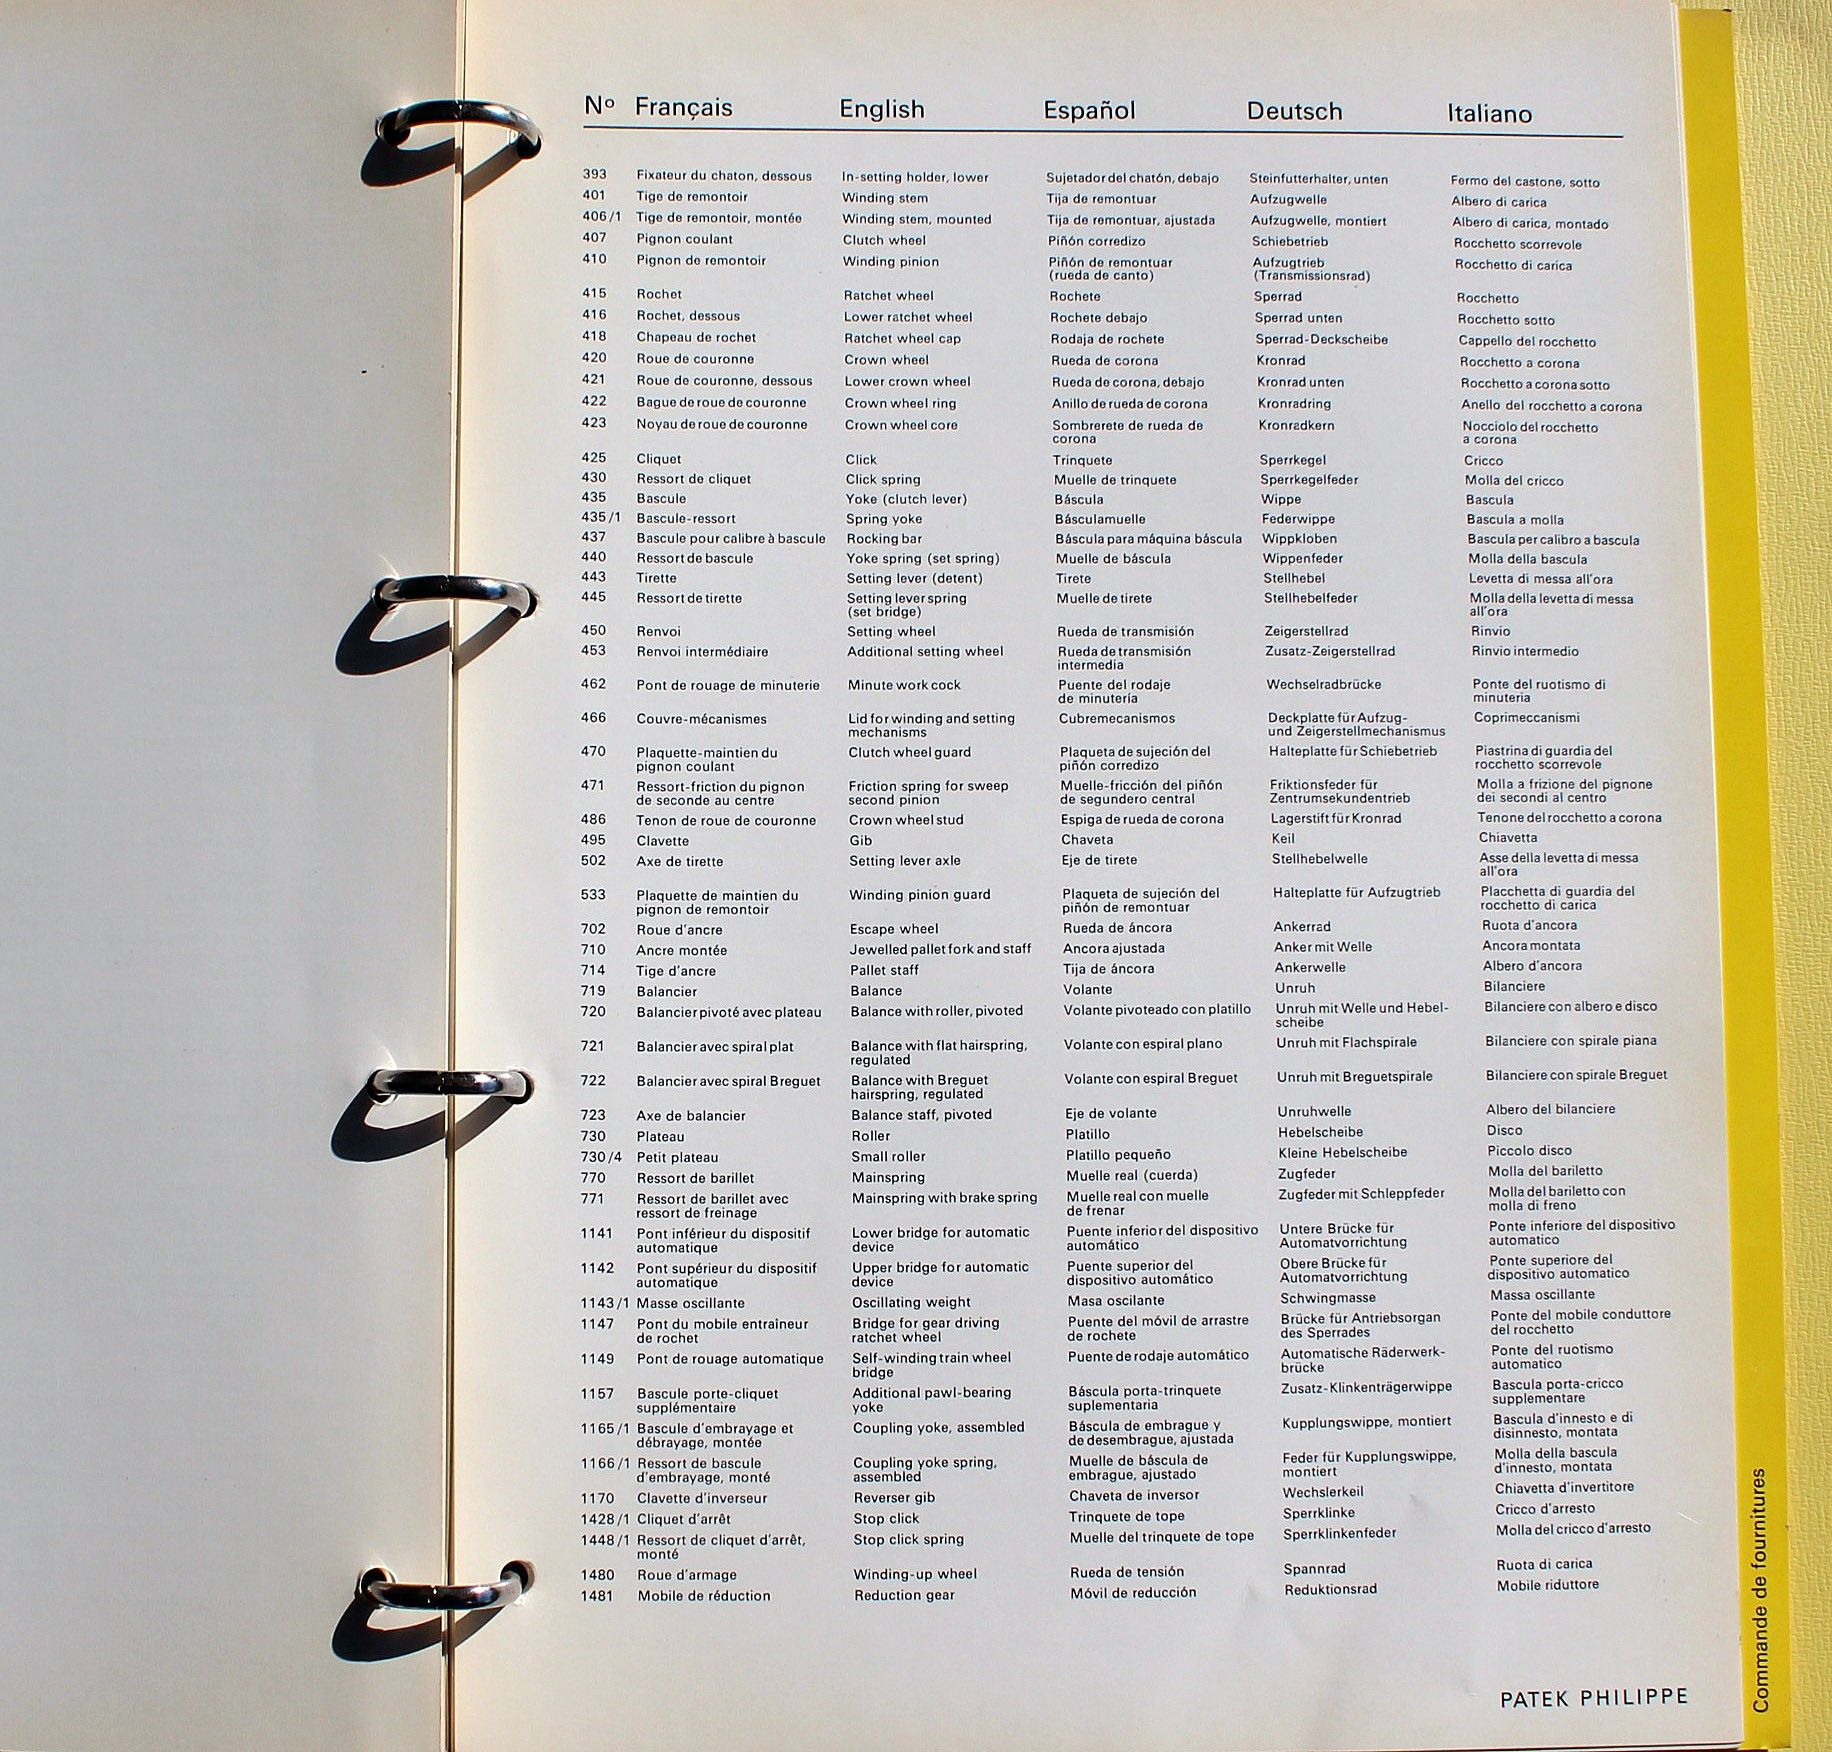 Nº Français English Español Deutsch Italiano
393 Fixateur du chaton, dessous In-setting holder, lower Sujetador del chatón, debajo Steinfutterhalter, unten Fermo del castone, sotto
401 Tige de remontoir Winding stem Tija de remontuar Aufzugwelle Albero di carica
406/1 Tige de remontoir, montée Winding stem, mounted Tija de remontuar, ajustada Aufzugwelle, montiert Albero di carica, montado
407 Pignon coulant Clutch wheel Piñón corredizo Schiebetrieb Rocchetto scorrevole
410 Pignon de remontoir Winding pinion Piñón de remontuar Aufzugtrieb Rocchetto di carica
(rueda de canto) (Transmissionsrad)
415 Rochet Ratchet wheel Rochete Sperrad Rocchetto
416 Rochet, dessous Lower ratchet wheel Rochete debajo Sperrad unten Rocchetto sotto
418 Chapeau de rochet Ratchet wheel cap Rodaja de rochete Sperrad-Deckscheibe Cappello del rocchetto
420 Roue de couronne Crown wheel Rueda de corona Kronrad Rocchetto a corona
421 Roue de couronne, dessous Lower crown wheel Rueda de corona, debajo Kronrad unten Rocchetto a corona sotto
422 Bague de roue de couronne Crown wheel ring Anillo de rueda de corona Kronradring Anello del rocchetto a corona
423 Noyau de roue de couronne Crown wheel core Sombrerete de rueda de Kronradkern Nocciolo del rocchetto
corona a corona
425 Cliquet Click Trinquete Sperrkegel Cricco
430 Ressort de cliquet Click spring Muelle de trinquete Sperrkegelfeder Molla del cricco
435 Bascule Yoke (clutch lever) Báscula Wippe Bascula
435/1 Bascule-ressort Spring yoke Básculamuelle Federwippe Bascula a molla
437 Bascule pour calibre à bascule Rocking bar Báscula para máquina báscula Wippkloben Bascula per calibro a bascula
440 Ressort de bascule Yoke spring (set spring) Muelle de báscula Wippenfeder Molla della bascula
443 Tirette Setting lever (detent) Tirete Stellhebel Levetta di messa all'ora
445 Ressort de tirette Setting lever spring Muelle de tirete Stellhebelfeder Molla della levetta di messa
(set bridge) all'ora
450 Renvoi Setting wheel Rueda de transmisión Zeigerstellrad Rinvio
453 Renvoi intermédiaire Additional setting wheel Rueda de transmisión Zusatz-Zeigerstellrad Rinvio intermedio
intermedia
462 Pont de rouage de minuterie Minute work cock Puente del rodaje Wechselradbrücke Ponte del ruotismo di
de minutería minuteria
466 Couvre-mécanismes Lid for winding and setting Cubremecanismos Deckplatte für Aufzug- Coprimeccanismi
mechanisms und Zeigerstellmechanismus
470 Plaquette-maintien du Clutch wheel guard Plaqueta de sujeción del Halteplatte für Schiebetrieb Piastrina di guardia del
pignon coulant piñón corredizo rocchetto scorrevole
471 Ressort-friction du pignon Friction spring for sweep Muelle-fricción del piñón Friktionsfeder für Molla a frizione del pignone
de seconde au centre second pinion de segundero central Zentrumsekundentrieb dei secondi al centro
486 Tenon de roue de couronne Crown wheel stud Espiga de rueda de corona Lagerstift für Kronrad Tenone del rocchetto a corona
495 Clavette Gib Chaveta Keil Chiavetta
502 Axe de tirette Setting lever axle Eje de tirete Stellhebelwelle Asse della levetta di messa
all'ora
533 Plaquette de maintien du Winding pinion guard Plaqueta de sujeción del Halteplatte für Aufzugtrieb Placchetta di guardia del
pignon de remontoir piñón de remontuar rocchetto di carica
702 Roue d'ancre Escape wheel Rueda de áncora Ankerrad Ruota d'ancora
710 Ancre montée Jewelled pallet fork and staff Ancora ajustada Anker mit Welle Ancora montata
714 Tige d'ancre Pallet staff Tija de áncora Ankerwelle Albero d'ancora
719 Balancier Balance Volante Unruh Bilanciere
720 Balancier pivoté avec plateau Balance with roller, pivoted Volante pivoteado con platillo Unruh mit Welle und Hebel- Bilanciere con albero e disco
scheibe
721 Balancier avec spiral plat Balance with flat hairspring, Volante con espiral plano Unruh mit Flachspirale Bilanciere con spirale piana
regulated
722 Balancier avec spiral Breguet Balance with Breguet Volante con espiral Breguet Unruh mit Breguetspirale Bilanciere con spirale Breguet
hairspring, regulated
723 Axe de balancier Balance staff, pivoted Eje de volante Unruhwelle Albero del bilanciere
730 Plateau Roller Platillo Hebelscheibe Disco
730/4 Petit plateau Small roller Platillo pequeño Kleine Hebelscheibe Piccolo disco
770 Ressort de barillet Mainspring Muelle real (cuerda) Zugfeder Molla del bariletto
771 Ressort de barillet avec Mainspring with brake spring Muelle real con muelle Zugfeder mit Schleppfeder Molla del bariletto con
ressort de freinage de frenar molla di freno
1141 Pont inférieur du dispositif Lower bridge for automatic Puente inferior del dispositivo Untere Brücke für Ponte inferiore del dispositivo
automatique device automático Automatvorrichtung automatico
1142 Pont supérieur du dispositif Upper bridge for automatic Puente superior del Obere Brücke für Ponte superiore del
automatique device dispositivo automático Automatvorrichtung dispositivo automatico
1143/1 Masse oscillante Oscillating weight Masa oscilante Schwingmasse Massa oscillante
1147 Pont du mobile entraîneur Bridge for gear driving Puente del móvil de arrastre Brücke für Antriebsorgan Ponte del mobile conduttore
de rochet ratchet wheel de rochete des Sperrades del rocchetto
1149 Pont de rouage automatique Self-winding train wheel Puente de rodaje automático Automatische Räderwerk- Ponte del ruotismo
bridge brücke automatico
1157 Bascule porte-cliquet Additional pawl-bearing Báscula porta-trinquete Zusatz-Klinkenträgerwippe Bascula porta-cricco
supplémentaire yoke suplementaria supplementare
1165/1 Bascule d'embrayage et Coupling yoke, assembled Báscula de embrague y Kupplungswippe, montiert Bascula d'innesto e di
débrayage, montée de desembrague, ajustada disinnesto, montata
1166/1 Ressort de bascule Coupling yoke spring, Muelle de báscula de Feder für Kupplungswippe, Molla della bascula
d'embrayage, monté assembled embrague, ajustado montiert d'innesto, montata
1170 Clavette d'inverseur Reverser gib Chaveta de inversor Wechslerkeil Chiavetta d'invertitore
1428/1 Cliquet d'arrêt Stop click Trinquete de tope Sperrklinke Cricco d'arresto
1448/1 Ressort de cliquet d'arrêt, Stop click spring Muelle del trinquete de tope Sperrklinkenfeder Molla del cricco d'arresto
monté
1480 Roue d'armage Winding-up wheel Rueda de tensión Spannrad Ruota di carica
1481 Mobile de réduction Reduction gear Móvil de reducción Reduktionsrad Mobile riduttore
PATEK PHILIPPE
Commande de fournitures